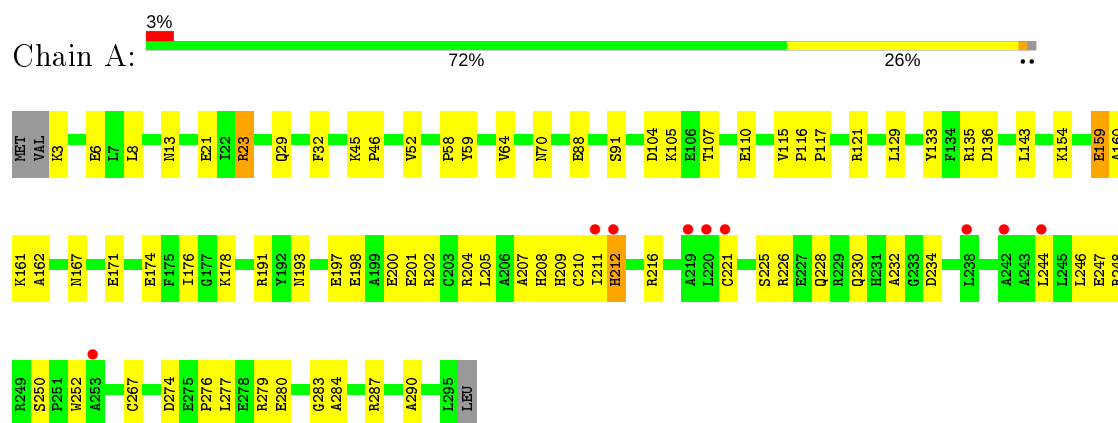 3%
Chain A:
72% 26% ••
MET VAL K3 E6 L7 L8 N13 E21 I22 R23 Q29 F32 K45 P46 V52 P58 Y59 V64 N70 E88 S91 D104 K105 E106 T107 E110 V115 P116 P117 R121 L129 Y133 F134 R135 D136 L143 K154 E159 A160
K161 A162 N167 E171 E174 F175 I176 G177 K178 R191 Y192 N193 E197 E198 A199 E200 E201 R202 C203 R204 L205 A206 A207 H208 H209 C210 I211 H212 R216 A219 L220 C221 S225 R226 E227 Q228 R229 Q230 H231 A232 G233 D234 L238 A242 A243 L244 L245 L246 E247 R248
R249 S250 P251 W252 A253 C267 D274 E275 P276 L277 E278 R279 E280 G283 A284 R287 A290 L295 LEU